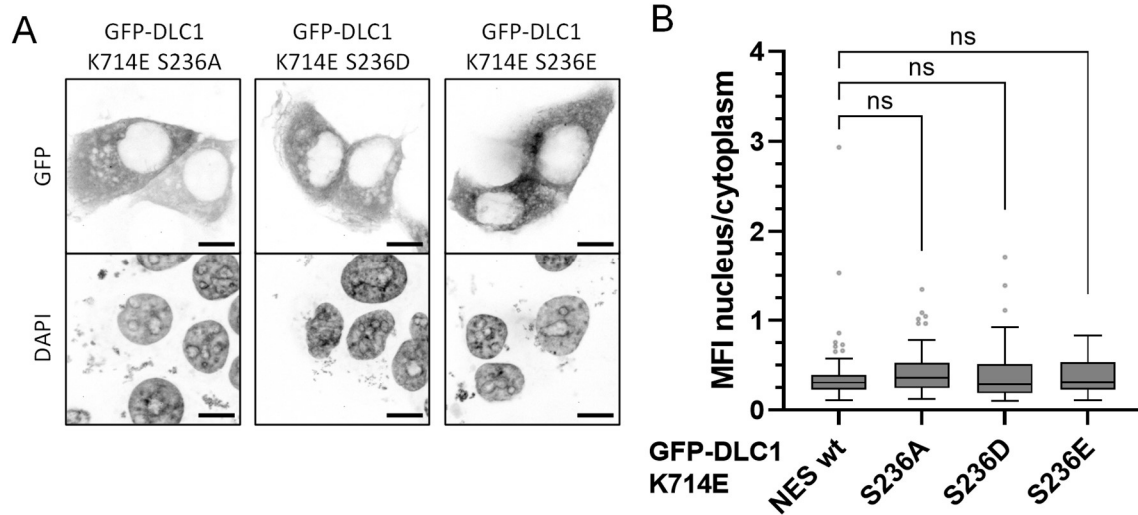 A
GFP-DLC1
K714E S236A
GFP-DLC1
K714E S236D
GFP-DLC1
K714E S236E
GFP
DAPI
B
MFI nucleus/cytoplasm
4
3
2
1
0
ns
ns
ns
GFP-DLC1
K714E
NES wt
S236A
S236D
S236E